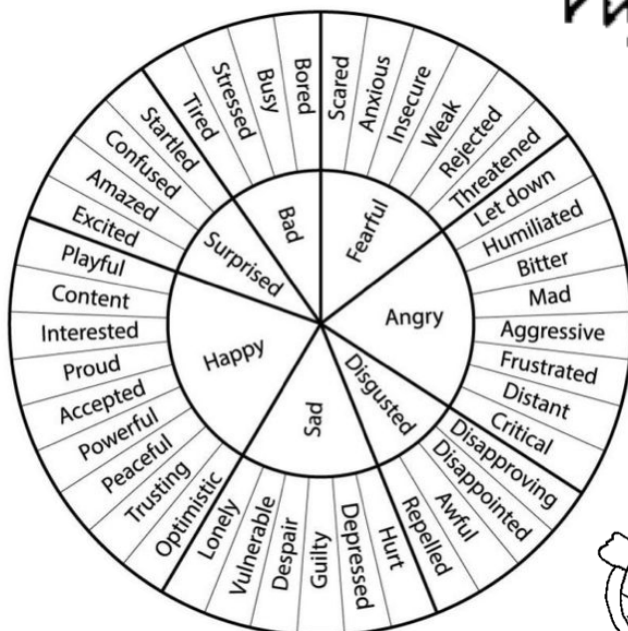 Fearful
Angry
Disgusted
Sad
Happy
Surprised
Bad
Scared
Anxious
Insecure
Weak
Rejected
Threatened
Let down
Humiliated
Bitter
Mad
Aggressive
Frustrated
Distant
Critical
Disapproving
Disappointed
Awful
Repelled
Hurt
Depressed
Guilty
Despair
Vulnerable
Lonely
Optimistic
Trusting
Peaceful
Powerful
Accepted
Proud
Interested
Content
Playful
Excited
Amazed
Confused
Startled
Tired
Stressed
Busy
Bored